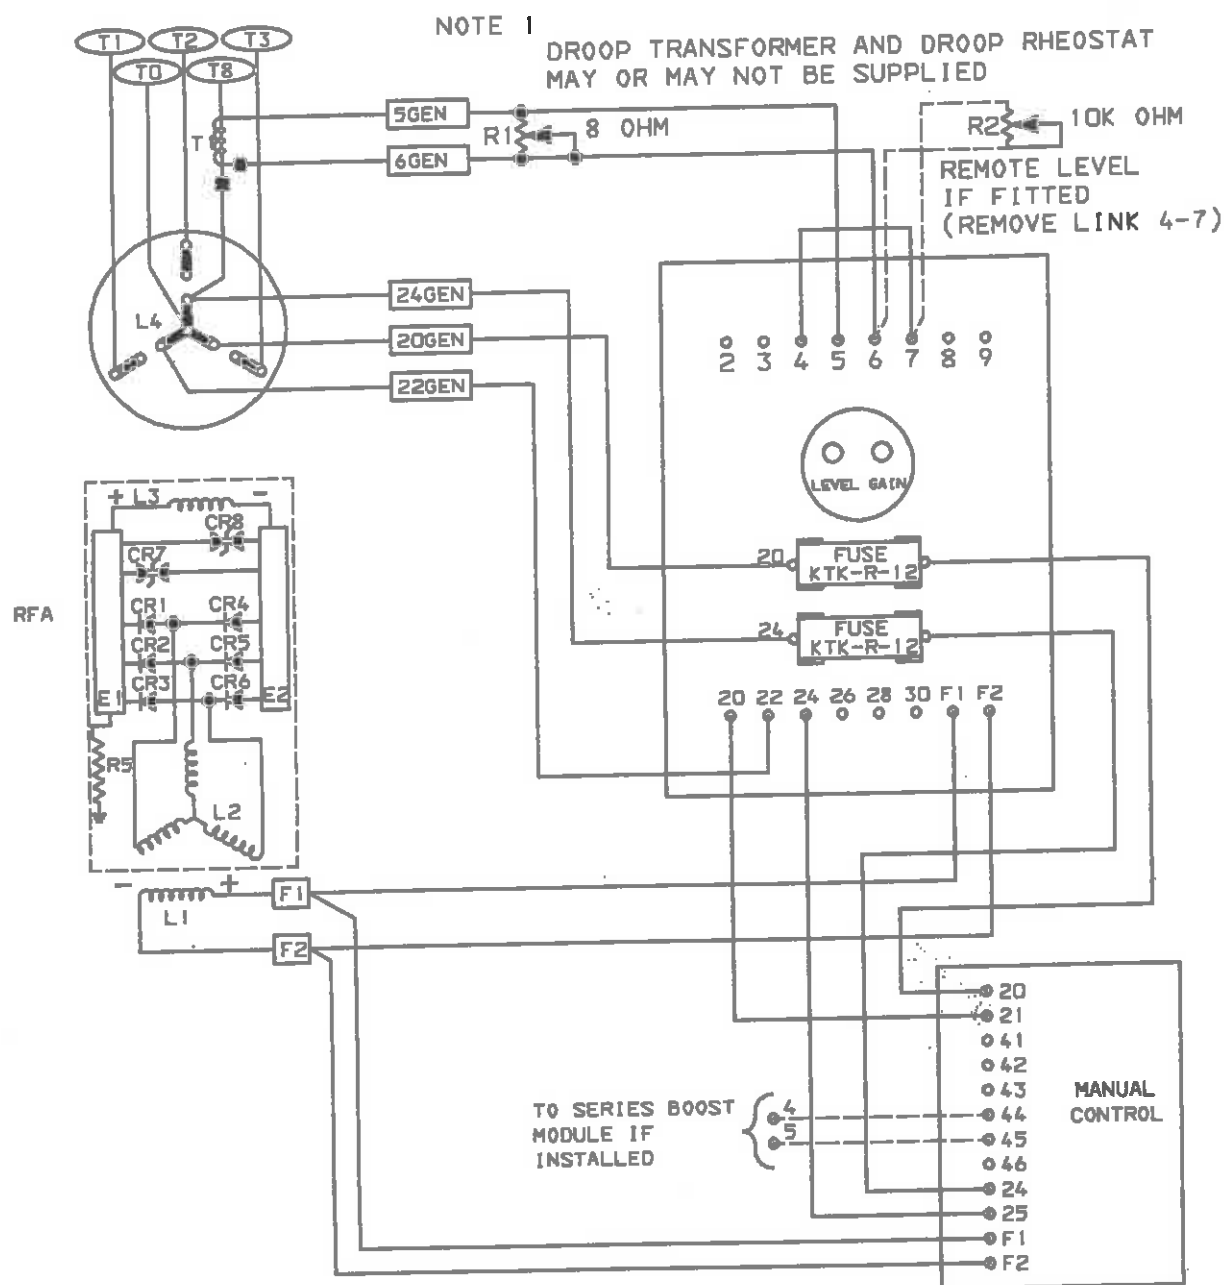 NOTE 1
DROOP TRANSFORMER AND DROOP RHEOSTAT
MAY OR MAY NOT BE SUPPLIED
T1 T2 T3
T0 T8
5GEN
R1
8 OHM
R2
10K OHM
T
6GEN
REMOTE LEVEL
IF FITTED
(REMOVE LINK 4-7)
24GEN
L4
20GEN
22GEN
2 3 4 5 6 7 8 9
LEVEL GAIN
+ L3 -
CR8
CR7
20
FUSE
KTK-R-12
RFA
CR1 CR4
24
FUSE
KTK-R-12
CR2 CR5
CR3 CR6
E1 E2
20 22 24 26 28 30 F1 F2
R5
L2
- +
F1
L1
F2
20
21
41
42
43
44
45
46
24
25
F1
F2
MANUAL
CONTROL
TO SERIES BOOST
MODULE IF
INSTALLED
4
5